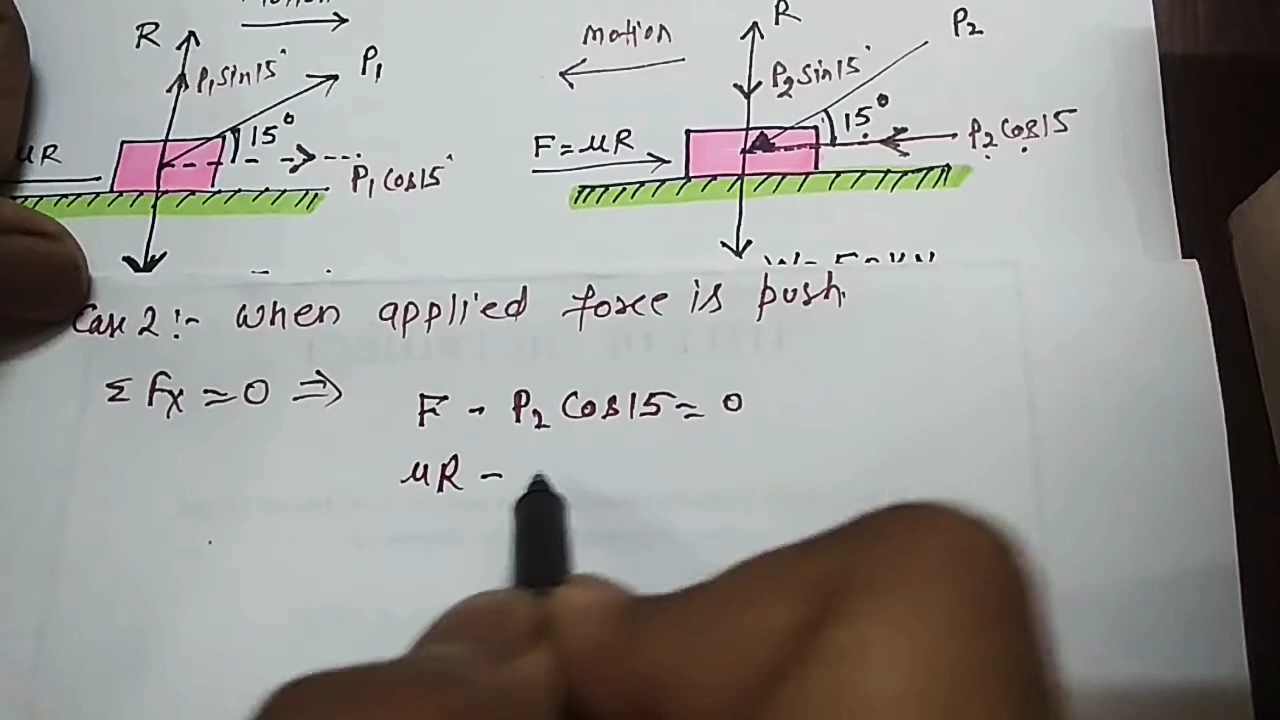 R
P₁ sin15°
P₁
15°
μR
P₁ cos15°
motion
R
P₂ sin15°
P₂
15°
F = μR
P₂ cos15
Case 2:- when applied force is push.
Σ Fx = 0 ⇒ F - P₂ cos15 = 0
μR -